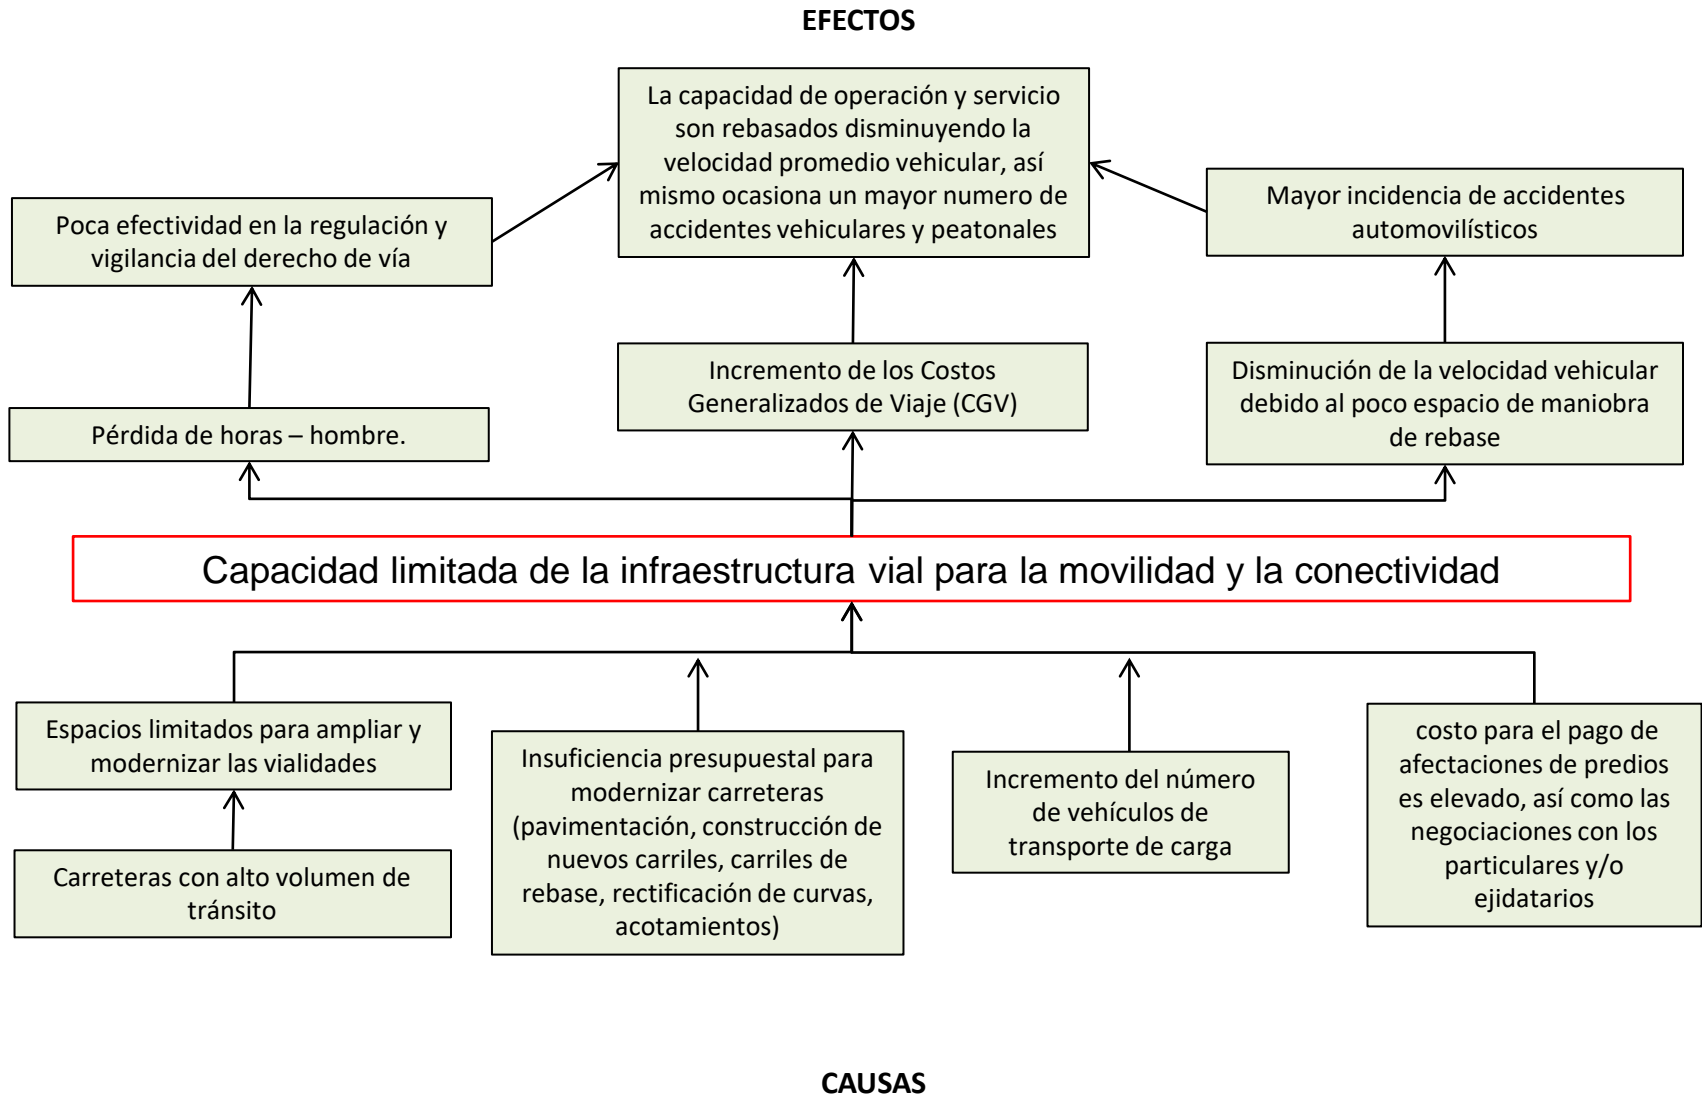 EFECTOS
La capacidad de operación y servicio
son rebasados disminuyendo la
velocidad promedio vehicular, así
mismo ocasiona un mayor numero de
accidentes vehiculares y peatonales
Poca efectividad en la regulación y
vigilancia del derecho de vía
Mayor incidencia de accidentes
automovilísticos
Pérdida de horas – hombre.
Incremento de los Costos
Generalizados de Viaje (CGV)
Disminución de la velocidad vehicular
debido al poco espacio de maniobra
de rebase
Capacidad limitada de la infraestructura vial para la movilidad y la conectividad
Espacios limitados para ampliar y
modernizar las vialidades
Carreteras con alto volumen de
tránsito
Insuficiencia presupuestal para
modernizar carreteras
(pavimentación, construcción de
nuevos carriles, carriles de
rebase, rectificación de curvas,
acotamientos)
Incremento del número
de vehículos de
transporte de carga
costo para el pago de
afectaciones de predios
es elevado, así como las
negociaciones con los
particulares y/o
ejidatarios
CAUSAS